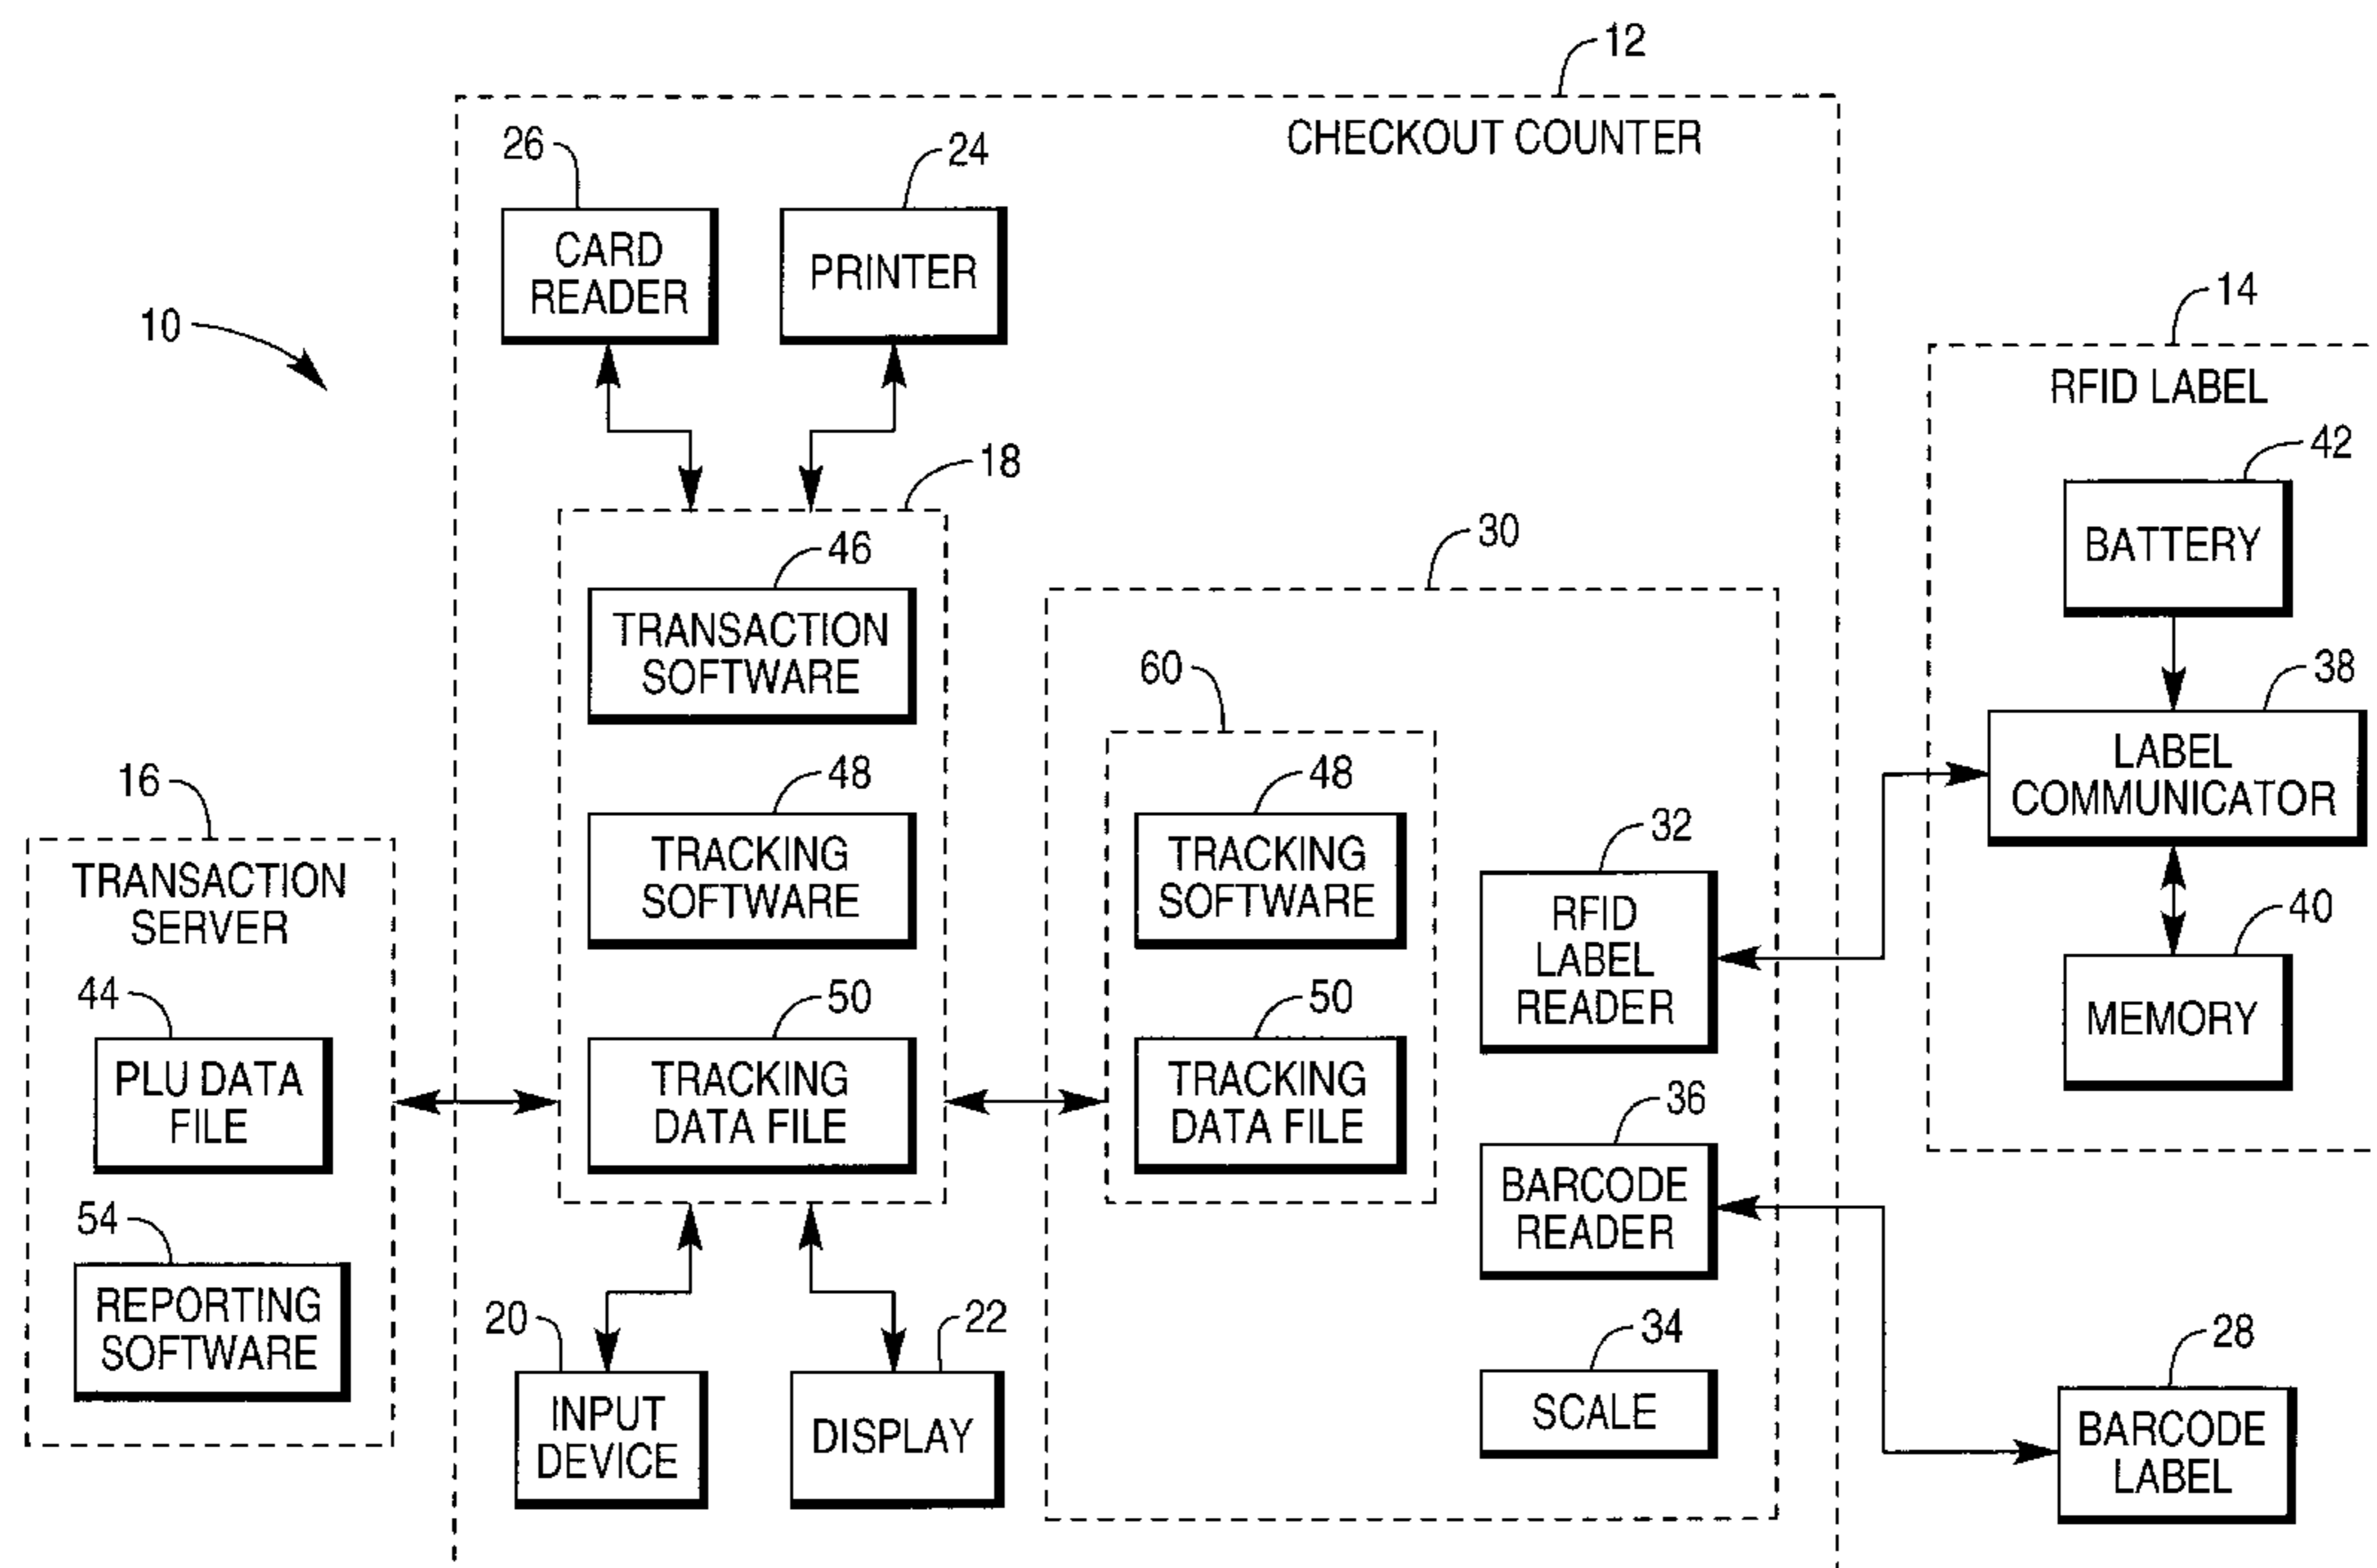 12
CHECKOUT COUNTER
26
24
CARD
READER
PRINTER
10
14
RFID LABEL
18
42
BATTERY
46
TRANSACTION
SOFTWARE
30
60
38
LABEL
COMMUNICATOR
16
TRANSACTION
SERVER
48
TRACKING
SOFTWARE
48
TRACKING
SOFTWARE
32
RFID
LABEL
READER
40
MEMORY
44
PLU DATA
FILE
50
TRACKING
DATA FILE
50
TRACKING
DATA FILE
36
BARCODE
READER
54
REPORTING
SOFTWARE
20
INPUT
DEVICE
22
DISPLAY
34
SCALE
28
BARCODE
LABEL